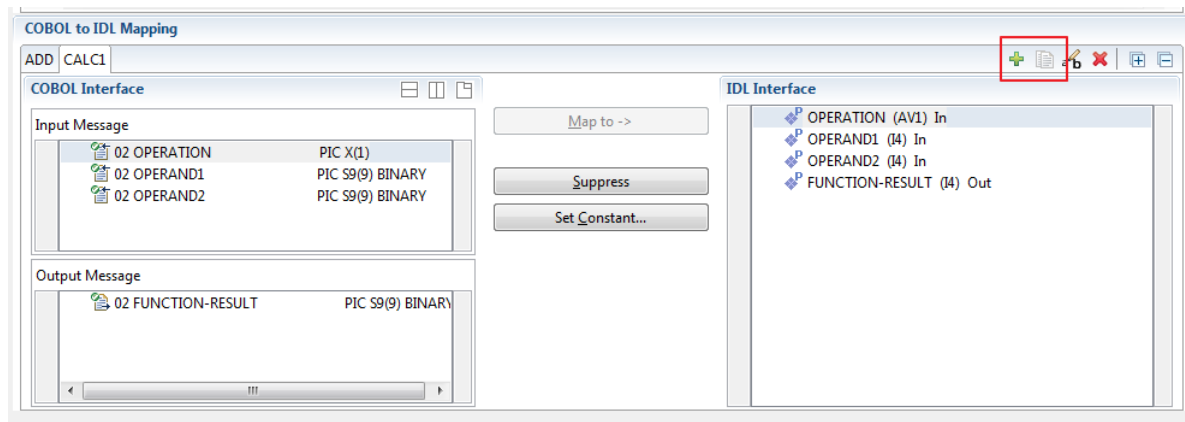 COBOL to IDL Mapping
ADD CALC1
COBOL Interface
Input Message
02 OPERATION PIC X(1)
02 OPERAND1 PIC S9(9) BINARY
02 OPERAND2 PIC S9(9) BINARY
Output Message
02 FUNCTION-RESULT PIC S9(9) BINARY
Map to ->
Suppress
Set Constant...
IDL Interface
OPERATION (AV1) In
OPERAND1 (I4) In
OPERAND2 (I4) In
FUNCTION-RESULT (I4) Out